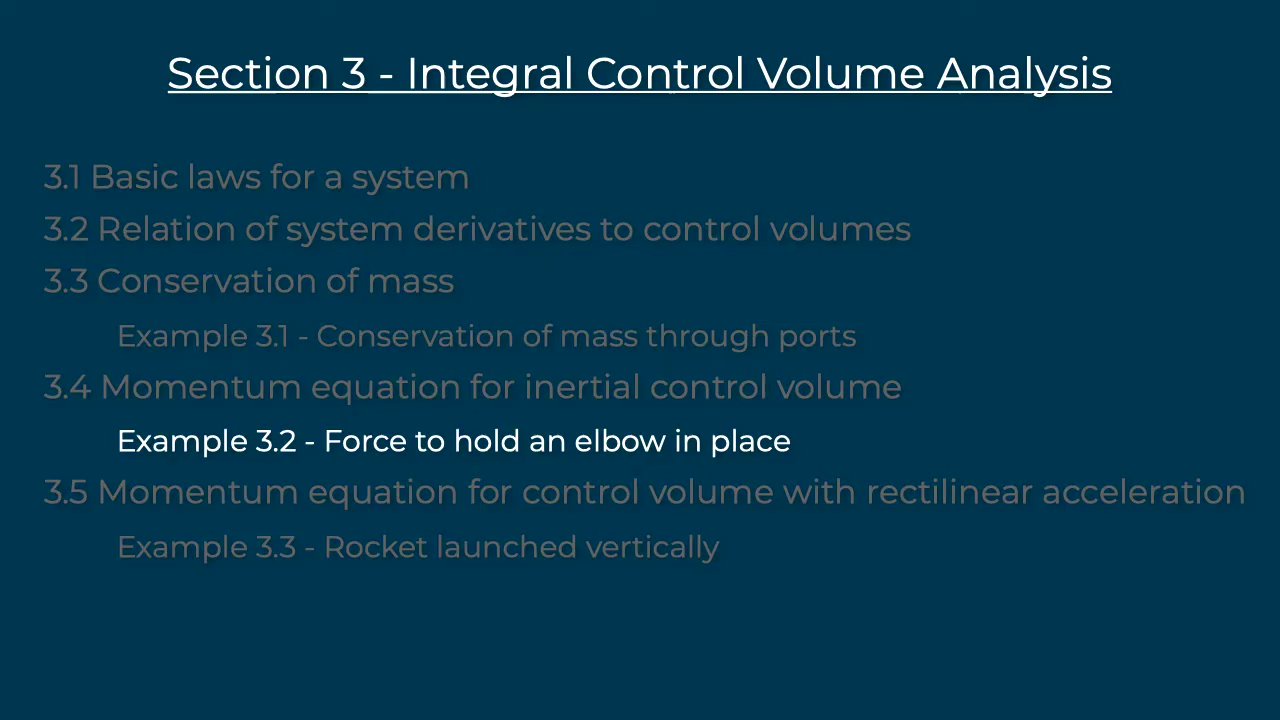 Section 3 - Integral Control Volume Analysis
3.1 Basic laws for a system
3.2 Relation of system derivatives to control volumes
3.3 Conservation of mass
Example 3.1 - Conservation of mass through ports
3.4 Momentum equation for inertial control volume
Example 3.2 - Force to hold an elbow in place
3.5 Momentum equation for control volume with rectilinear acceleration
Example 3.3 - Rocket launched vertically